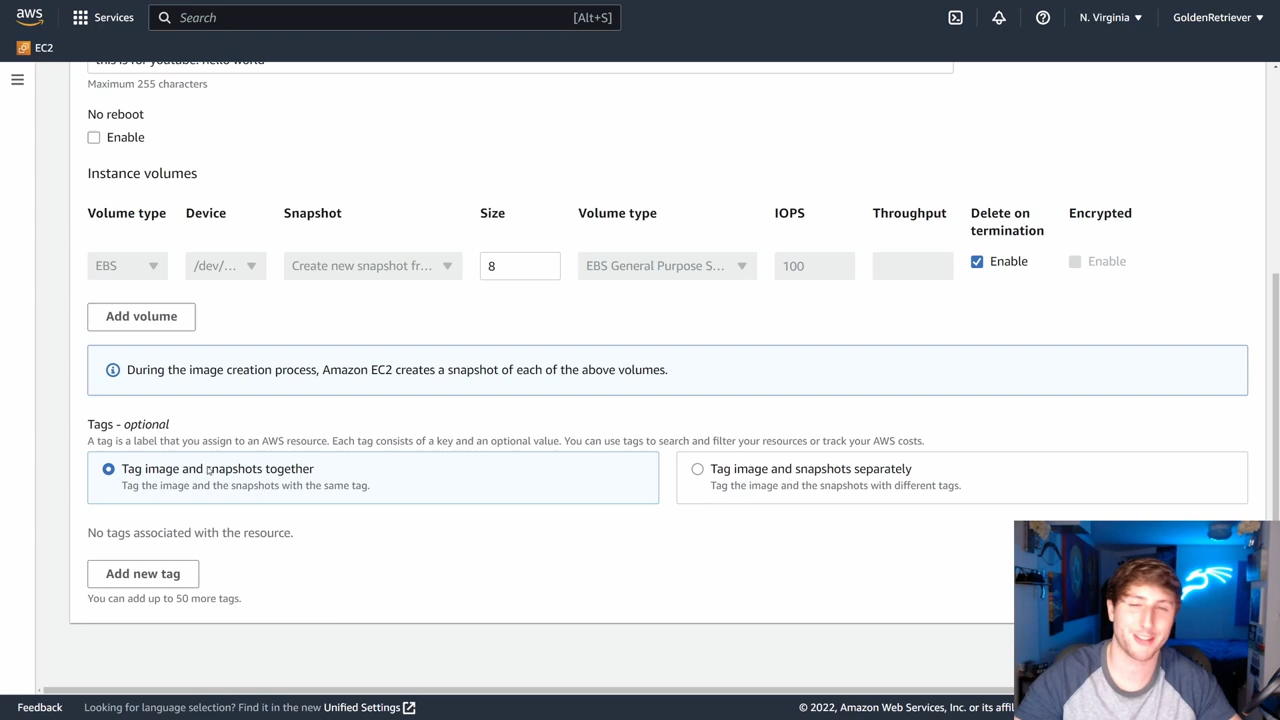 aws
Services
Search
[Alt+S]
N. Virginia
GoldenRetriever
EC2
this is for youtube. hello world
Maximum 255 characters
No reboot
Enable
Instance volumes
Volume type Device Snapshot Size Volume type IOPS Throughput Delete on termination Encrypted
EBS /dev/... Create new snapshot fr... 8 EBS General Purpose S... 100 Enable Enable
Add volume
During the image creation process, Amazon EC2 creates a snapshot of each of the above volumes.
Tags - optional
A tag is a label that you assign to an AWS resource. Each tag consists of a key and an optional value. You can use tags to search and filter your resources or track your AWS costs.
Tag image and snapshots together
Tag the image and the snapshots with the same tag.
Tag image and snapshots separately
Tag the image and the snapshots with different tags.
No tags associated with the resource.
Add new tag
You can add up to 50 more tags.
Feedback
Looking for language selection? Find it in the new Unified Settings
© 2022, Amazon Web Services, Inc. or its affil